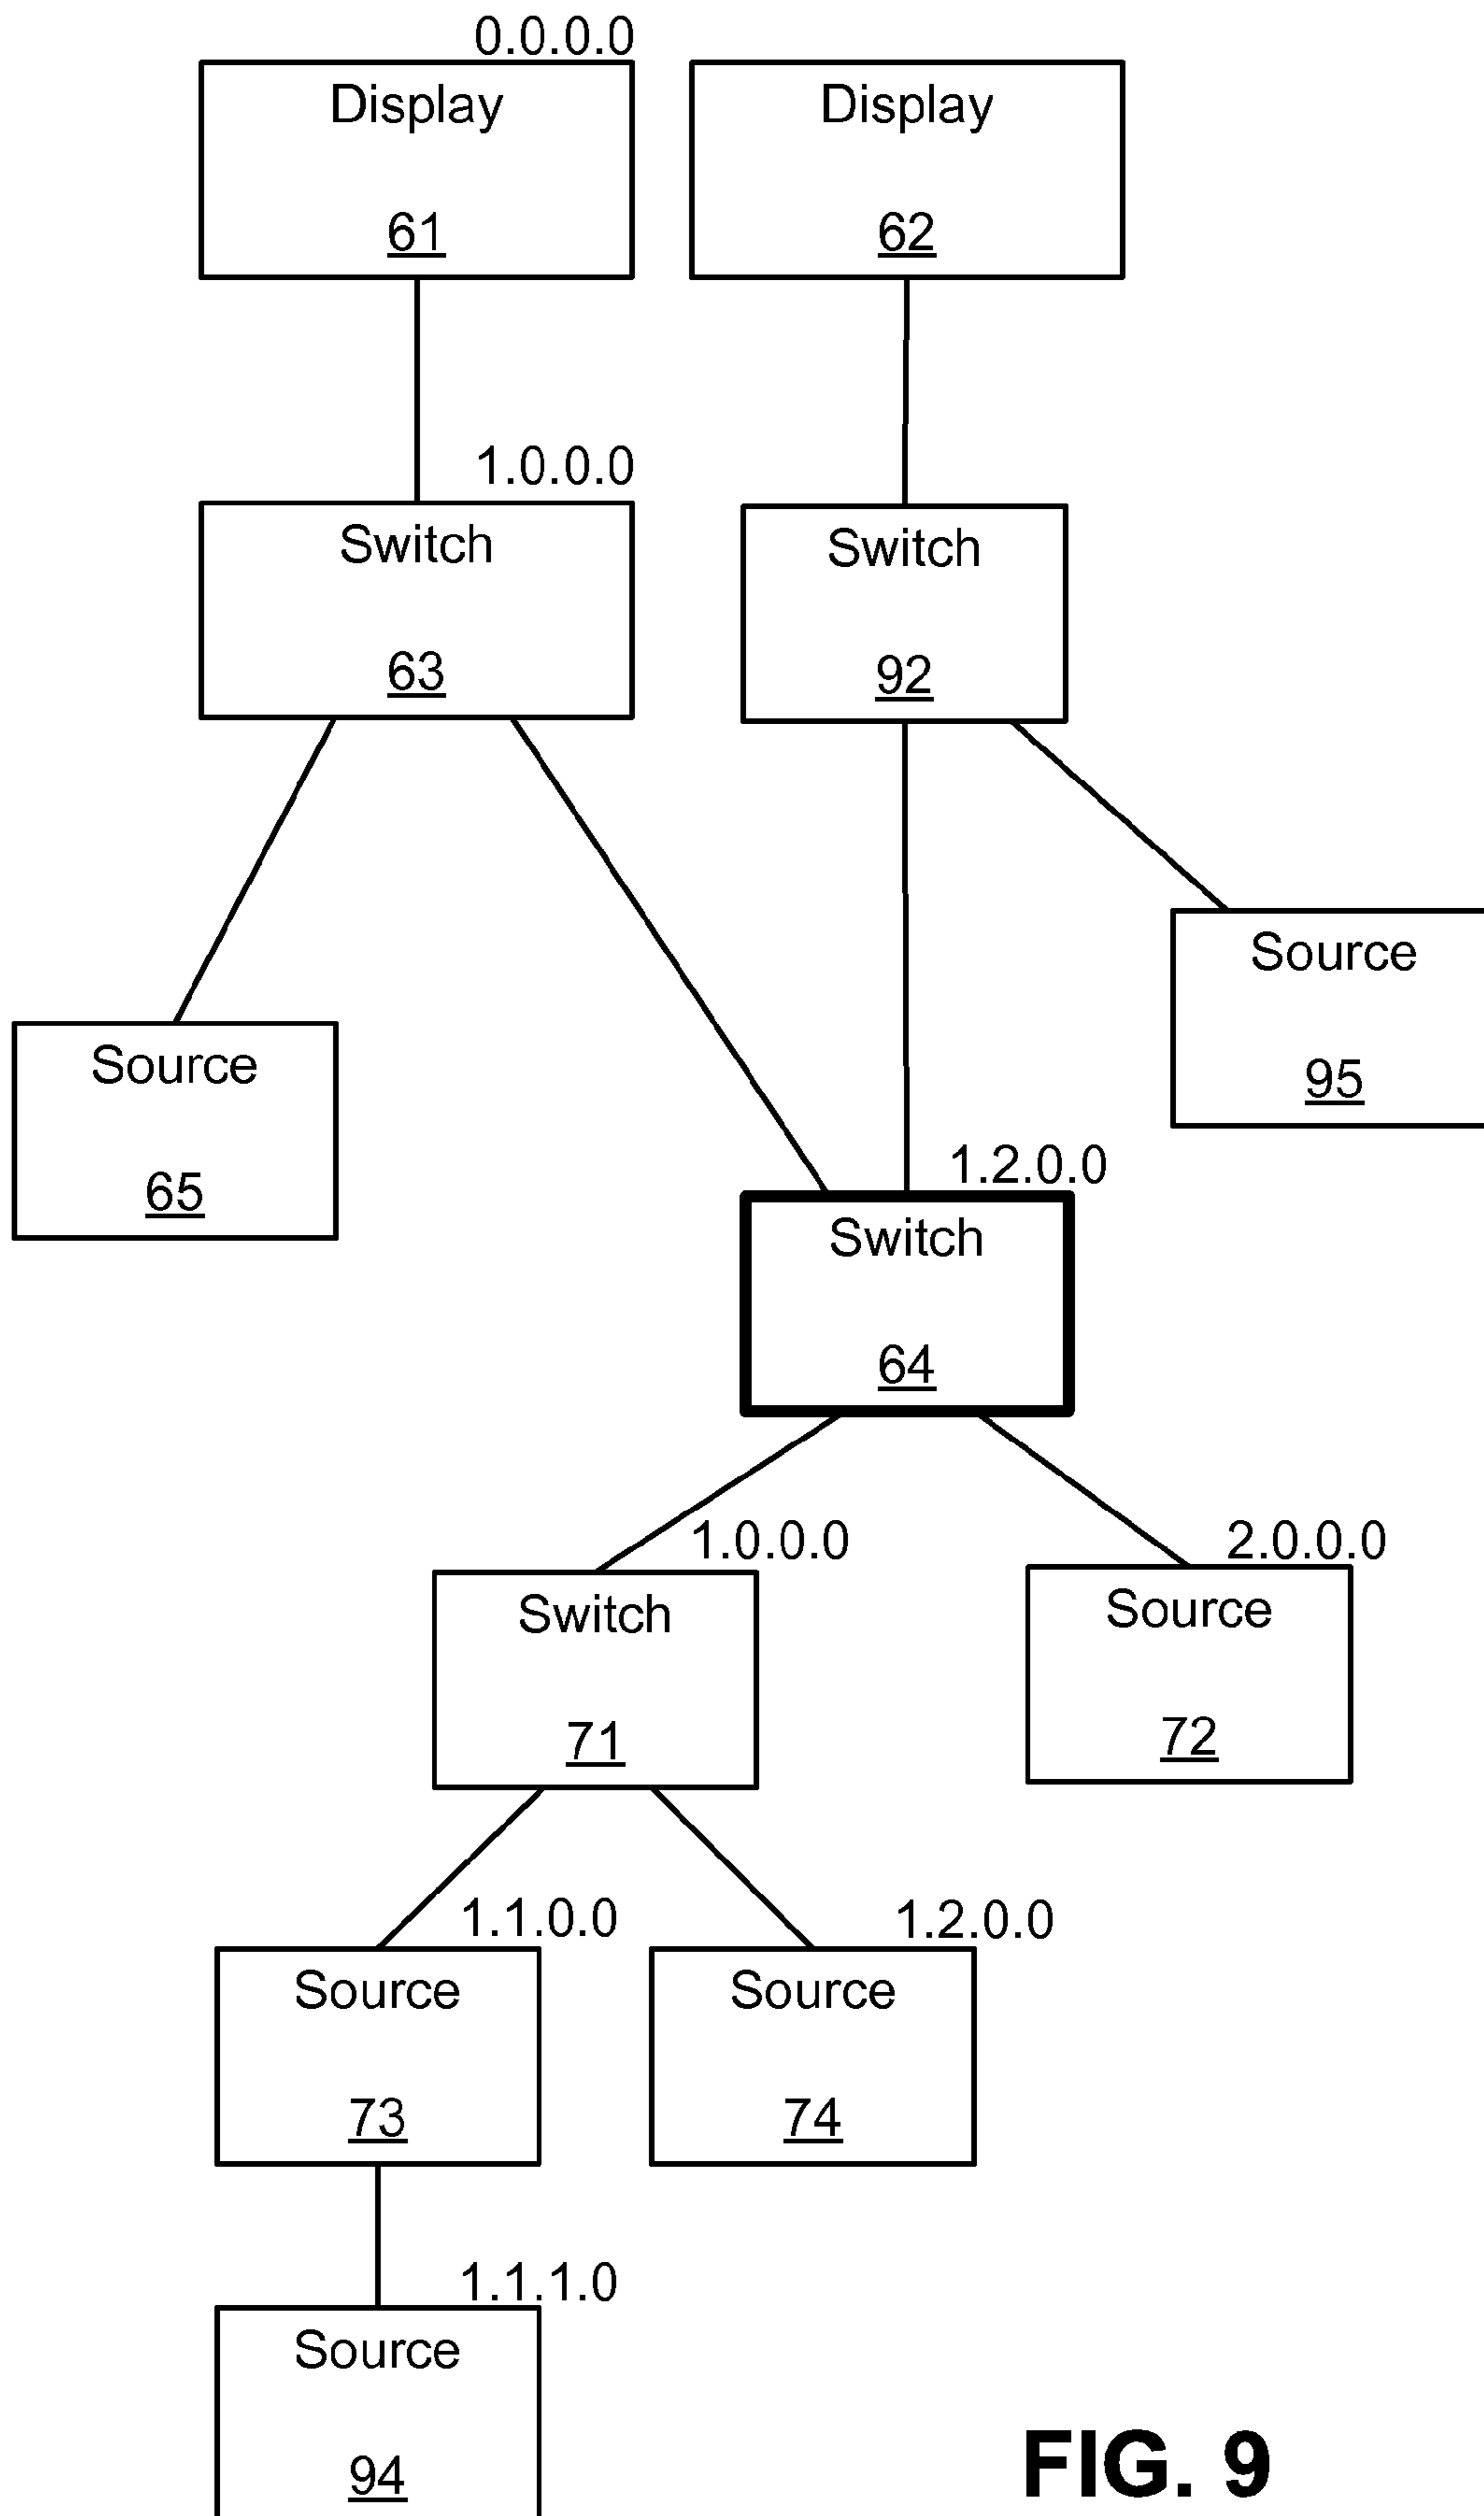 0.0.0.0
Display
61
Display
62
1.0.0.0
Switch
63
Switch
92
Source
95
Source
65
1.2.0.0
Switch
64
1.0.0.0
Switch
71
2.0.0.0
Source
72
1.1.0.0
Source
73
1.2.0.0
Source
74
1.1.1.0
Source
94
FIG. 9